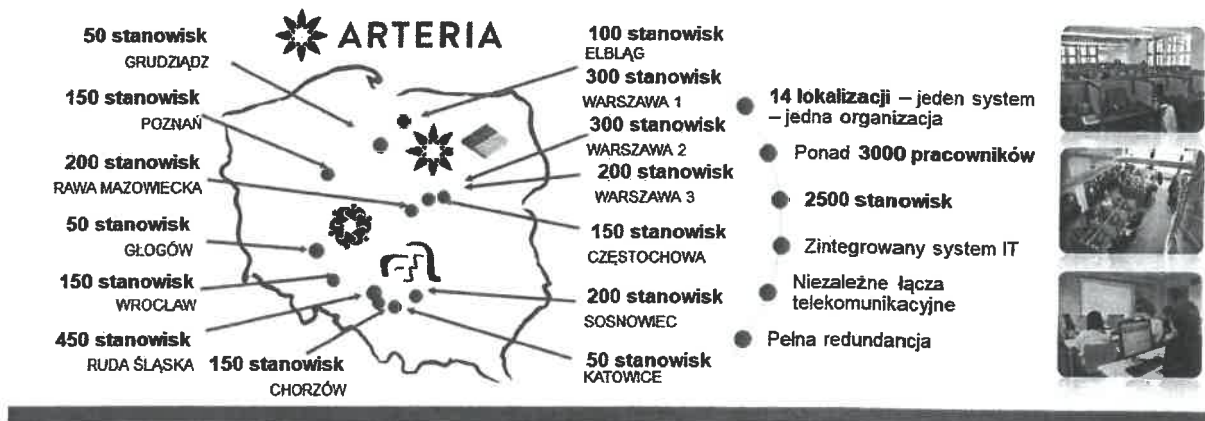 ARTERIA
50 stanowisk
GRUDZIĄDZ
150 stanowisk
POZNAŃ
200 stanowisk
RAWA MAZOWIECKA
50 stanowisk
GŁOGÓW
150 stanowisk
WROCŁAW
450 stanowisk
RUDA ŚLĄSKA
150 stanowisk
CHORZÓW
100 stanowisk
ELBLĄG
300 stanowisk
WARSZAWA 1
300 stanowisk
WARSZAWA 2
200 stanowisk
WARSZAWA 3
150 stanowisk
CZĘSTOCHOWA
200 stanowisk
SOSNOWIEC
50 stanowisk
KATOWICE
14 lokalizacji – jeden system
– jedna organizacja
Ponad 3000 pracowników
2500 stanowisk
Zintegrowany system IT
Niezależne łącza
telekomunikacyjne
Pełna redundancja